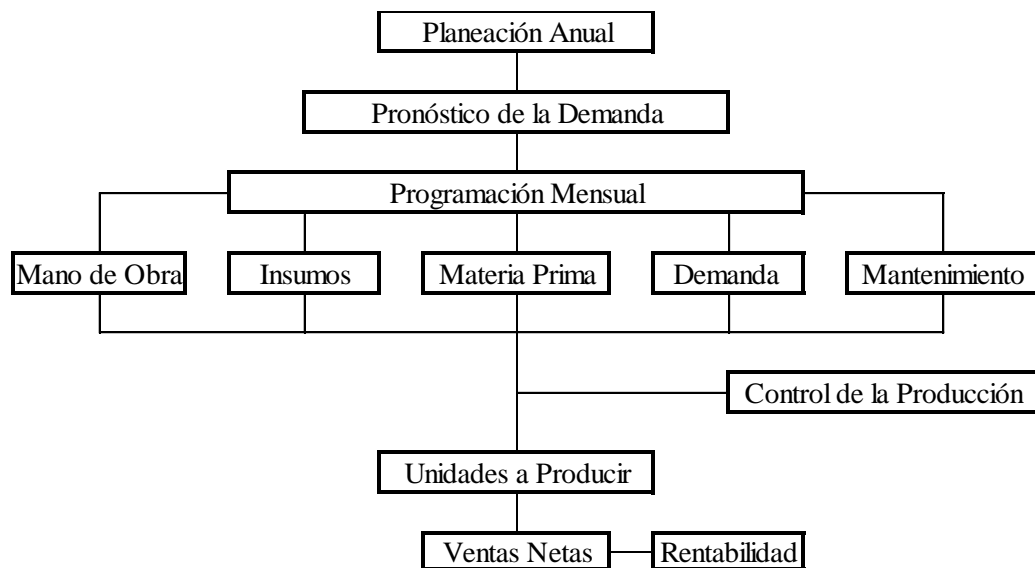 Planeación Anual
Pronóstico de la Demanda
Programación Mensual
Mano de Obra
Insumos
Materia Prima
Demanda
Mantenimiento
Control de la Producción
Unidades a Producir
Ventas Netas
Rentabilidad